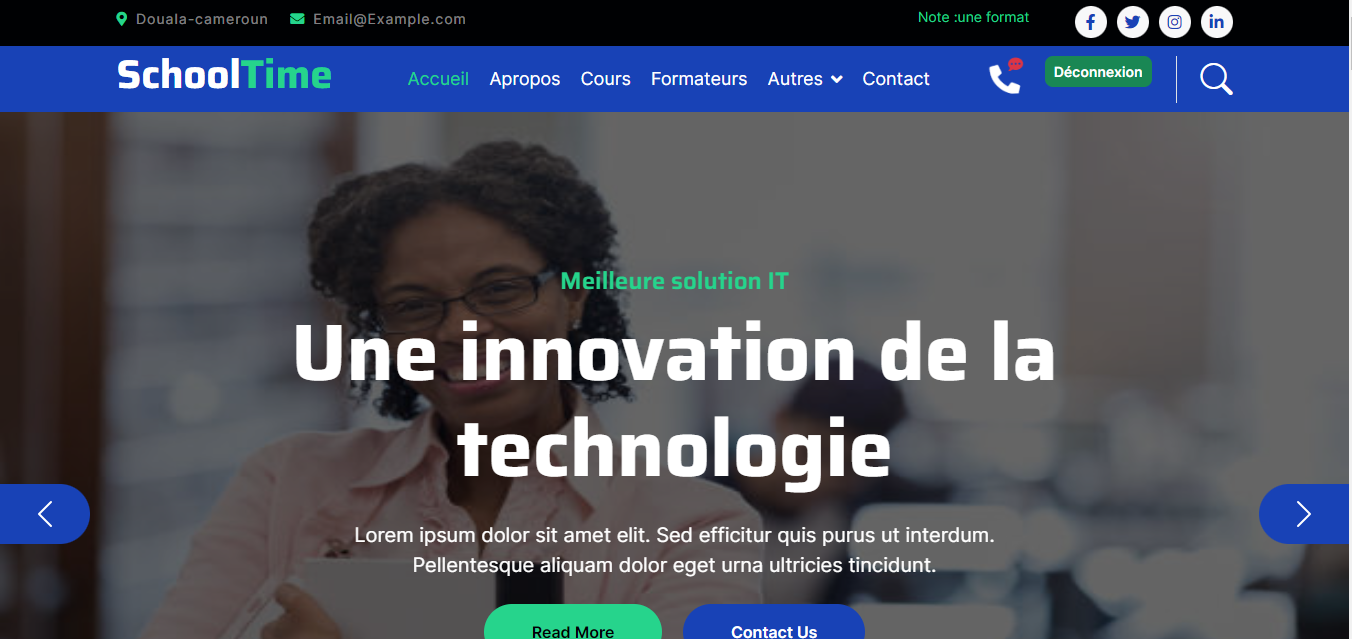 Douala-cameroun Email@Example.com Note :une format
SchoolTime Accueil Apropos Cours Formateurs Autres Contact Déconnexion
Meilleure solution IT
Une innovation de la
technologie
Lorem ipsum dolor sit amet elit. Sed efficitur quis purus ut interdum.
Pellentesque aliquam dolor eget urna ultricies tincidunt.
Read More Contact Us